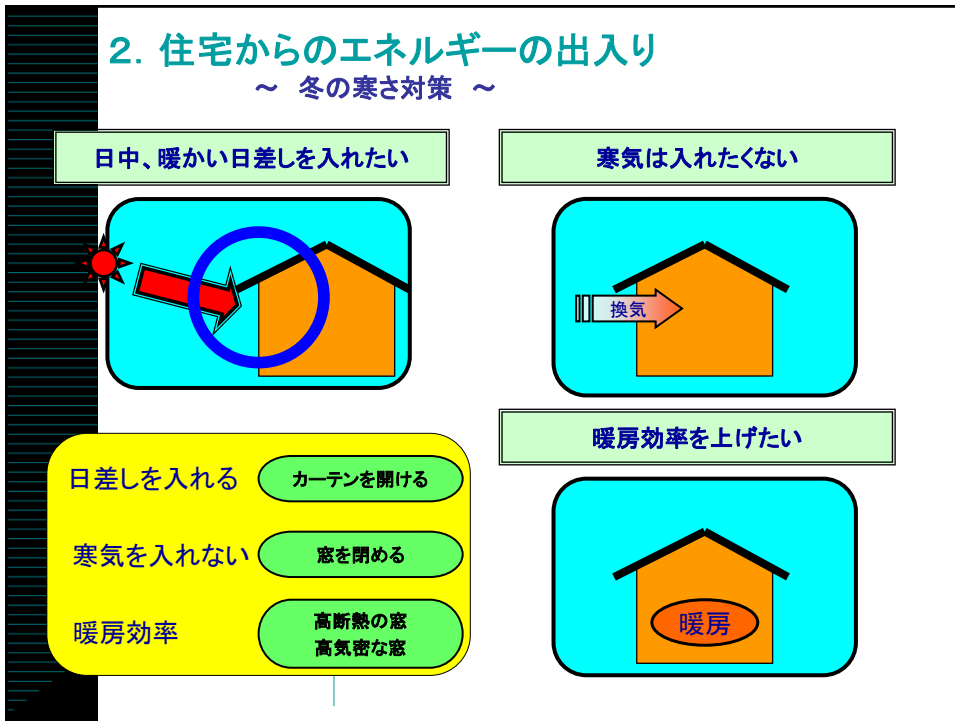 ２．住宅からのエネルギーの出入り
～　冬の寒さ対策　～
日中、暖かい日差しを入れたい
寒気は入れたくない
換気
暖房効率を上げたい
日差しを入れる
カーテンを開ける
寒気を入れない
窓を閉める
暖房効率
高断熱の窓
高気密な窓
暖房